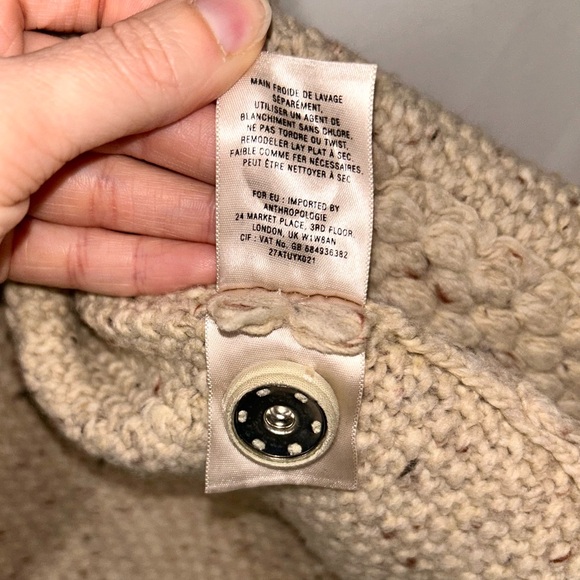 MAIN FROIDE DE LAVAGE
SÉPARÉMENT,
UTILISER UN AGENT DE
BLANCHIMENT SANS CHLORE,
NE PAS TORDRE OU TWIST,
REMODELER LAY PLAT À SEC,
FAIBLE COMME FER NÉCESSAIRES,
PEUT ÊTRE NETTOYER À SEC
FOR EU : IMPORTED BY
ANTHROPOLOGIE
24 MARKET PLACE, 3RD FLOOR,
LONDON, UK W1W8AN
CIF : VAT No. GB 684936382
27ATUYX021